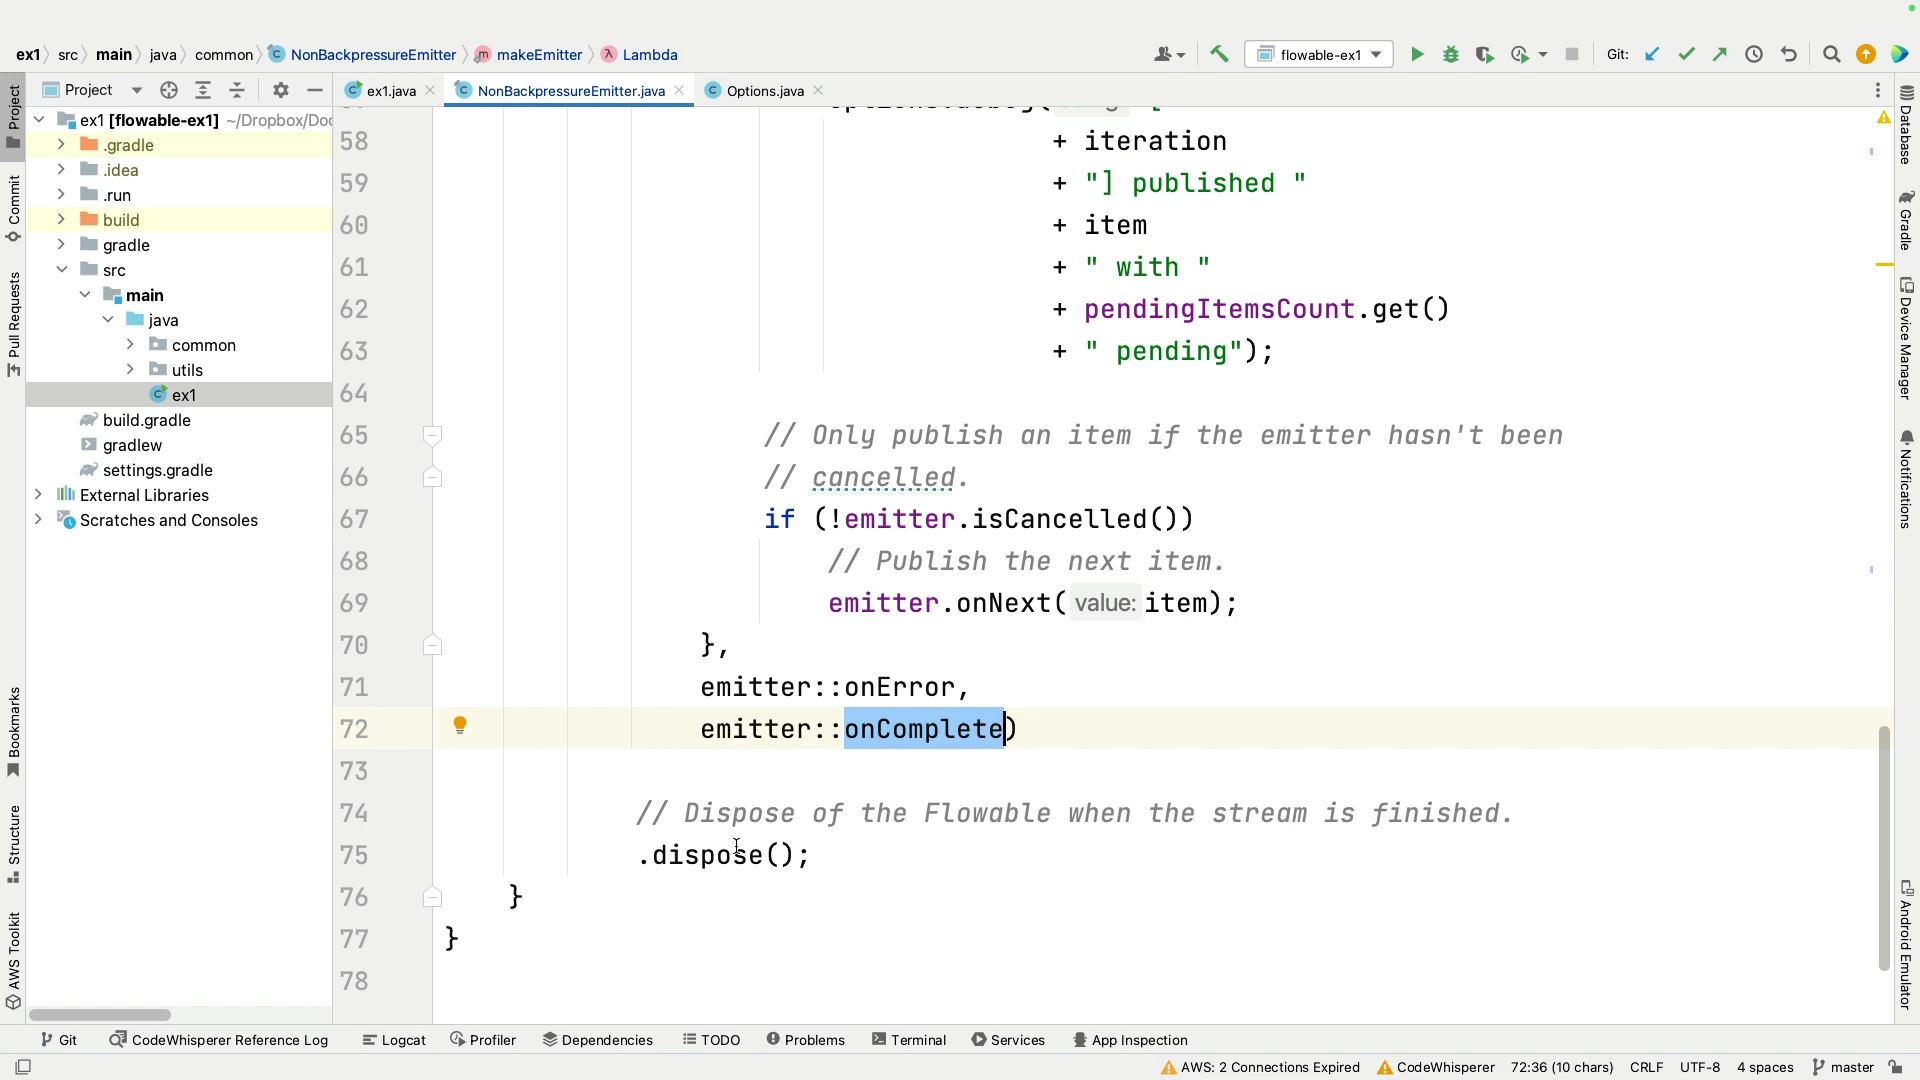 ex1 src main java common NonBackpressureEmitter makeEmitter Lambda flowable-ex1 Git:
Project ex1.java NonBackpressureEmitter.java Options.java
ex1 [flowable-ex1] ~/Dropbox/Do
.gradle
.idea
.run
build
gradle
src
main
java
common
utils
ex1
build.gradle
gradlew
settings.gradle
External Libraries
Scratches and Consoles
58 + iteration
59 + "] published "
60 + item
61 + " with "
62 + pendingItemsCount.get()
63 + " pending");
64
65 // Only publish an item if the emitter hasn't been
66 // cancelled.
67 if (!emitter.isCancelled())
68 // Publish the next item.
69 emitter.onNext( value: item);
70 },
71 emitter::onError,
72 emitter::onComplete)
73
74 // Dispose of the Flowable when the stream is finished.
75 .dispose();
76 }
77 }
78
Project
Commit
Pull Requests
Bookmarks
Structure
AWS Toolkit
Database
Gradle
Device Manager
Notifications
Android Emulator
Git CodeWhisperer Reference Log Logcat Profiler Dependencies TODO Problems Terminal Services App Inspection
AWS: 2 Connections Expired CodeWhisperer 72:36 (10 chars) CRLF UTF-8 4 spaces master